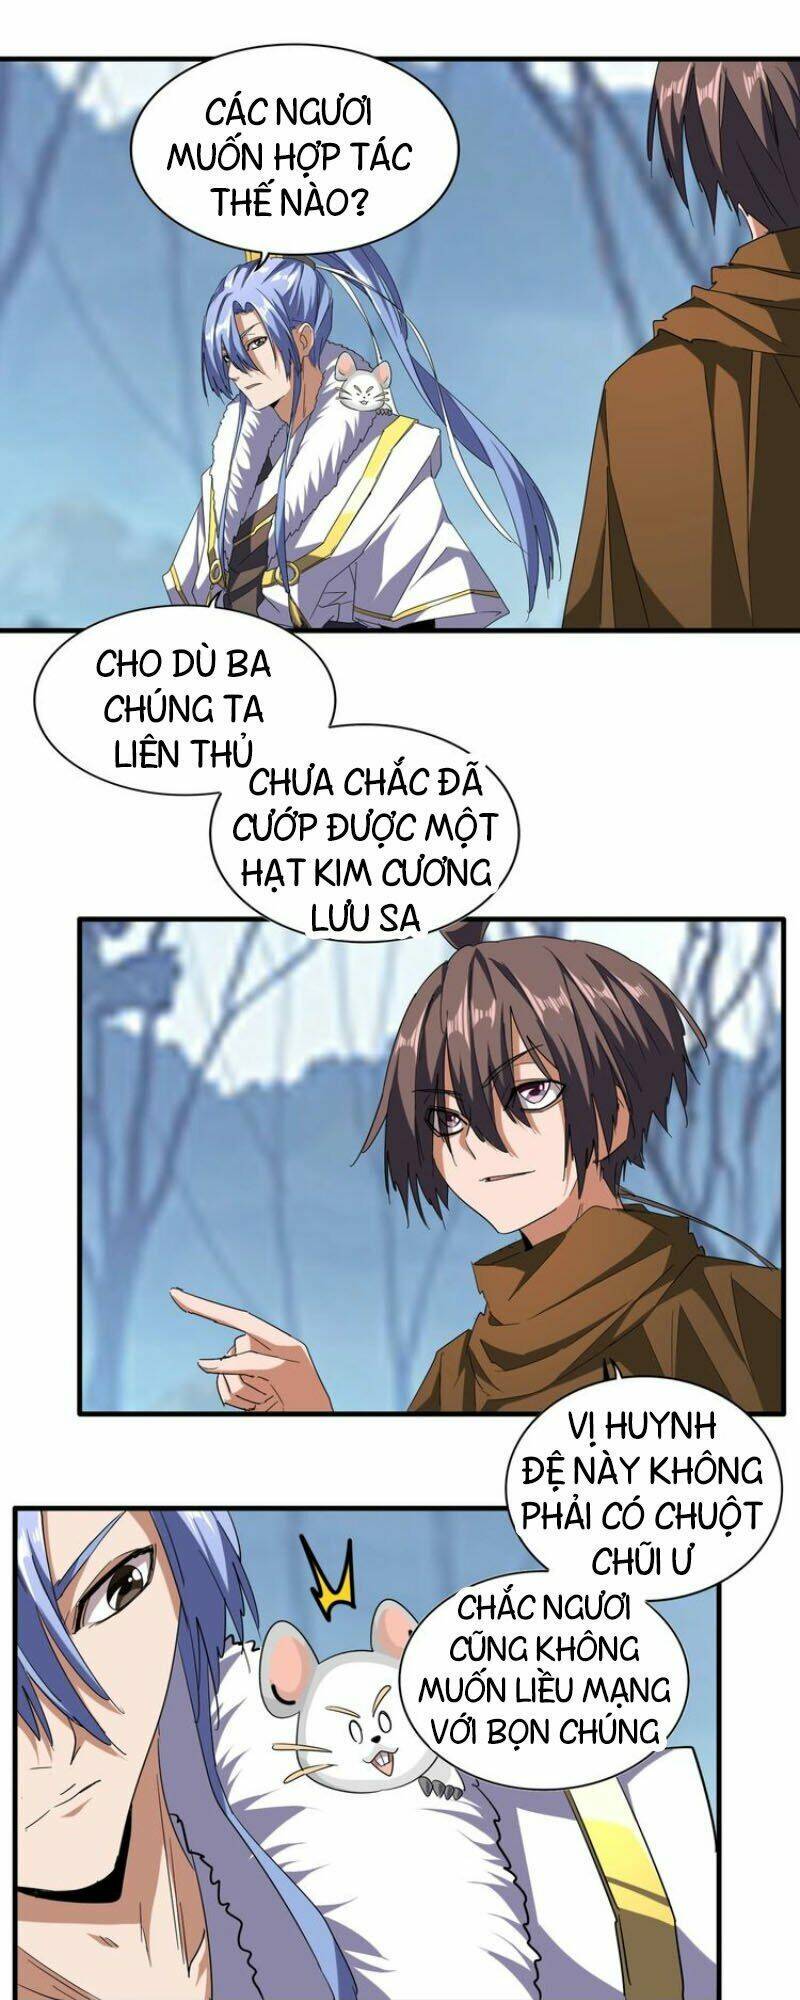 CÁC NGƯƠI
MUỐN HỢP TÁC
THẾ NÀO?
CHO DÙ BA
CHÚNG TA
LIÊN THỦ
CHƯA CHẮC ĐÃ
CƯỚP ĐƯỢC MỘT
HẠT KIM CƯƠNG
LƯU SA
VỊ HUYNH
ĐỆ NÀY KHÔNG
PHẢI CÓ CHUỘT
CHŨI Ư
CHẮC NGƯƠI
CŨNG KHÔNG
MUỐN LIỀU MẠNG
VỚI BỌN CHÚNG